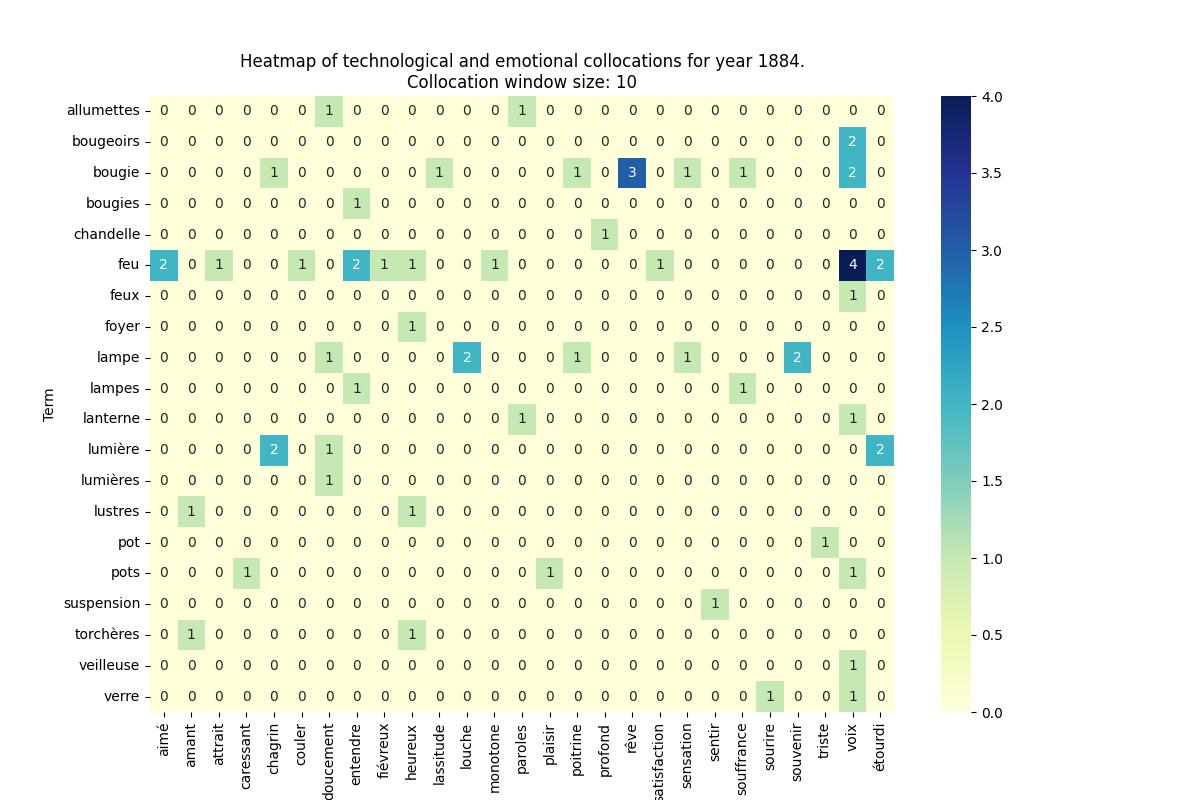 Heatmap of technological and emotional collocations for year 1884.
Collocation window size: 10
allumettes 0 0 0 0 0 0 1 0 0 0 0 0 0 1 0 0 0 0 0 0 0 0 0 0 0 0 0
bougeoirs 0 0 0 0 0 0 0 0 0 0 0 0 0 0 0 0 0 0 0 0 0 0 0 0 0 2 0
bougie 0 0 0 0 1 0 0 0 0 0 1 0 0 0 0 1 0 3 0 1 0 1 0 0 0 2 0
bougies 0 0 0 0 0 0 0 1 0 0 0 0 0 0 0 0 0 0 0 0 0 0 0 0 0 0 0
chandelle 0 0 0 0 0 0 0 0 0 0 0 0 0 0 0 0 1 0 0 0 0 0 0 0 0 0 0
feu 2 0 1 0 0 1 0 2 1 1 0 0 1 0 0 0 0 0 1 0 0 0 0 0 0 4 2
feux 0 0 0 0 0 0 0 0 0 0 0 0 0 0 0 0 0 0 0 0 0 0 0 0 0 1 0
foyer 0 0 0 0 0 0 0 0 0 1 0 0 0 0 0 0 0 0 0 0 0 0 0 0 0 0 0
lampe 0 0 0 0 0 0 1 0 0 0 0 2 0 0 0 1 0 0 0 1 0 0 0 2 0 0 0
lampes 0 0 0 0 0 0 0 1 0 0 0 0 0 0 0 0 0 0 0 0 0 1 0 0 0 0 0
lanterne 0 0 0 0 0 0 0 0 0 0 0 0 0 1 0 0 0 0 0 0 0 0 0 0 0 1 0
lumière 0 0 0 0 2 0 1 0 0 0 0 0 0 0 0 0 0 0 0 0 0 0 0 0 0 0 2
lumières 0 0 0 0 0 0 1 0 0 0 0 0 0 0 0 0 0 0 0 0 0 0 0 0 0 0 0
lustres 0 1 0 0 0 0 0 0 0 1 0 0 0 0 0 0 0 0 0 0 0 0 0 0 0 0 0
pot 0 0 0 0 0 0 0 0 0 0 0 0 0 0 0 0 0 0 0 0 0 0 0 0 1 0 0
pots 0 0 0 1 0 0 0 0 0 0 0 0 0 0 1 0 0 0 0 0 0 0 0 0 0 1 0
suspension 0 0 0 0 0 0 0 0 0 0 0 0 0 0 0 0 0 0 0 0 1 0 0 0 0 0 0
torchères 0 1 0 0 0 0 0 0 0 1 0 0 0 0 0 0 0 0 0 0 0 0 0 0 0 0 0
veilleuse 0 0 0 0 0 0 0 0 0 0 0 0 0 0 0 0 0 0 0 0 0 0 0 0 0 1 0
verre 0 0 0 0 0 0 0 0 0 0 0 0 0 0 0 0 0 0 0 0 0 0 1 0 0 1 0
Term
aimé
amant
attrait
caressant
chagrin
couler
doucement
entendre
fiévreux
heureux
lassitude
louche
monotone
paroles
plaisir
poitrine
profond
rêve
satisfaction
sensation
sentir
souffrance
sourire
souvenir
triste
voix
étourdi
4.0
3.5
3.0
2.5
2.0
1.5
1.0
0.5
0.0